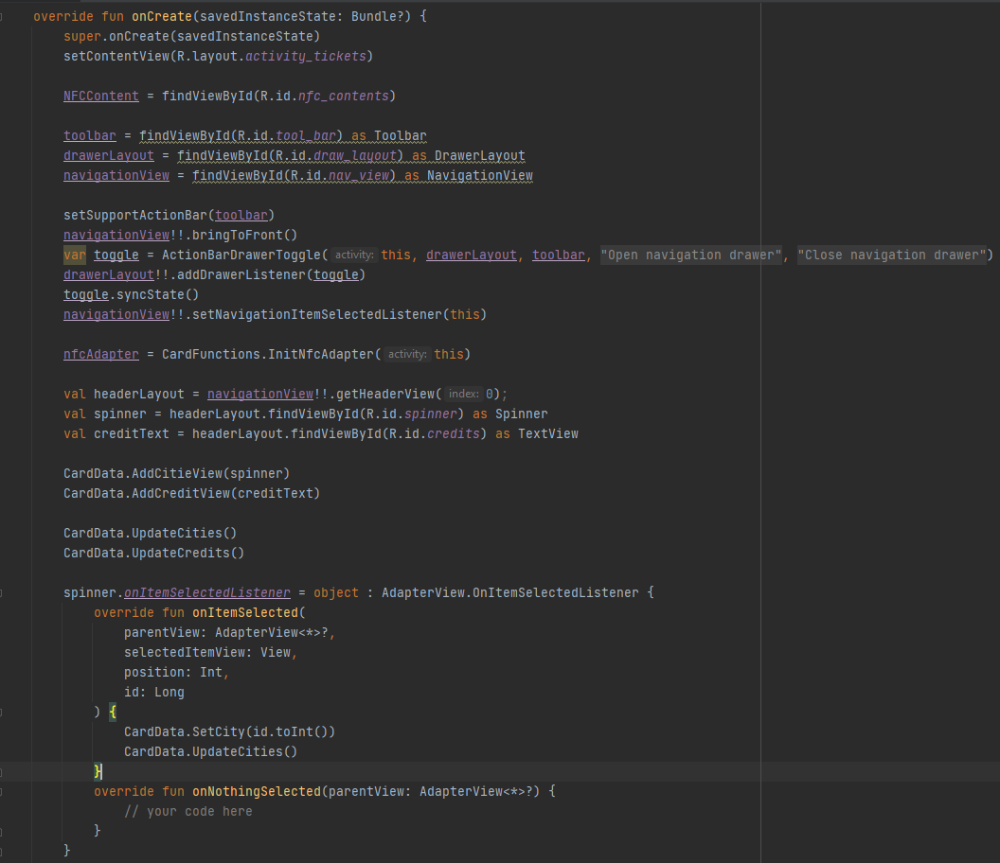 override fun onCreate(savedInstanceState: Bundle?) {
super.onCreate(savedInstanceState)
setContentView(R.layout.activity_tickets)
NFCContent = findViewById(R.id.nfc_contents)
toolbar = findViewById(R.id.tool_bar) as Toolbar
drawerLayout = findViewById(R.id.draw_layout) as DrawerLayout
navigationView = findViewById(R.id.nav_view) as NavigationView
setSupportActionBar(toolbar)
navigationView!!.bringToFront()
var toggle = ActionBarDrawerToggle( activity: this, drawerLayout, toolbar, "Open navigation drawer", "Close navigation drawer")
drawerLayout!!.addDrawerListener(toggle)
toggle.syncState()
navigationView!!.setNavigationItemSelectedListener(this)
nfcAdapter = CardFunctions.InitNfcAdapter( activity: this)
val headerLayout = navigationView!!.getHeaderView( index: 0);
val spinner = headerLayout.findViewById(R.id.spinner) as Spinner
val creditText = headerLayout.findViewById(R.id.credits) as TextView
CardData.AddCitieView(spinner)
CardData.AddCreditView(creditText)
CardData.UpdateCities()
CardData.UpdateCredits()
spinner.onItemSelectedListener = object : AdapterView.OnItemSelectedListener {
override fun onItemSelected(
parentView: AdapterView<*>?,
selectedItemView: View,
position: Int,
id: Long
) {
CardData.SetCity(id.toInt())
CardData.UpdateCities()
}
override fun onNothingSelected(parentView: AdapterView<*>?) {
// your code here
}
}